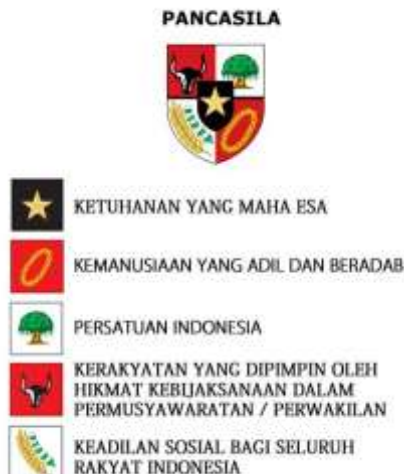 PANCASILA
KETUHANAN YANG MAHA ESA
KEMANUSIAAN YANG ADIL DAN BERADAB
PERSATUAN INDONESIA
KERAKYATAN YANG DIPIMPIN OLEH
HIKMAT KEBIJAKSANAAN DALAM
PERMUSYAWARATAN / PERWAKILAN
KEADILAN SOSIAL BAGI SELURUH
RAKYAT INDONESIA